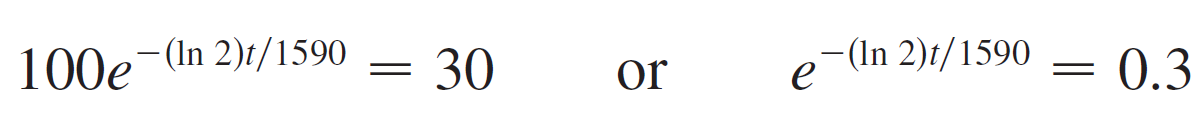 100e^{-(ln 2)t/1590} = 30 or e^{-(ln 2)t/1590} = 0.3